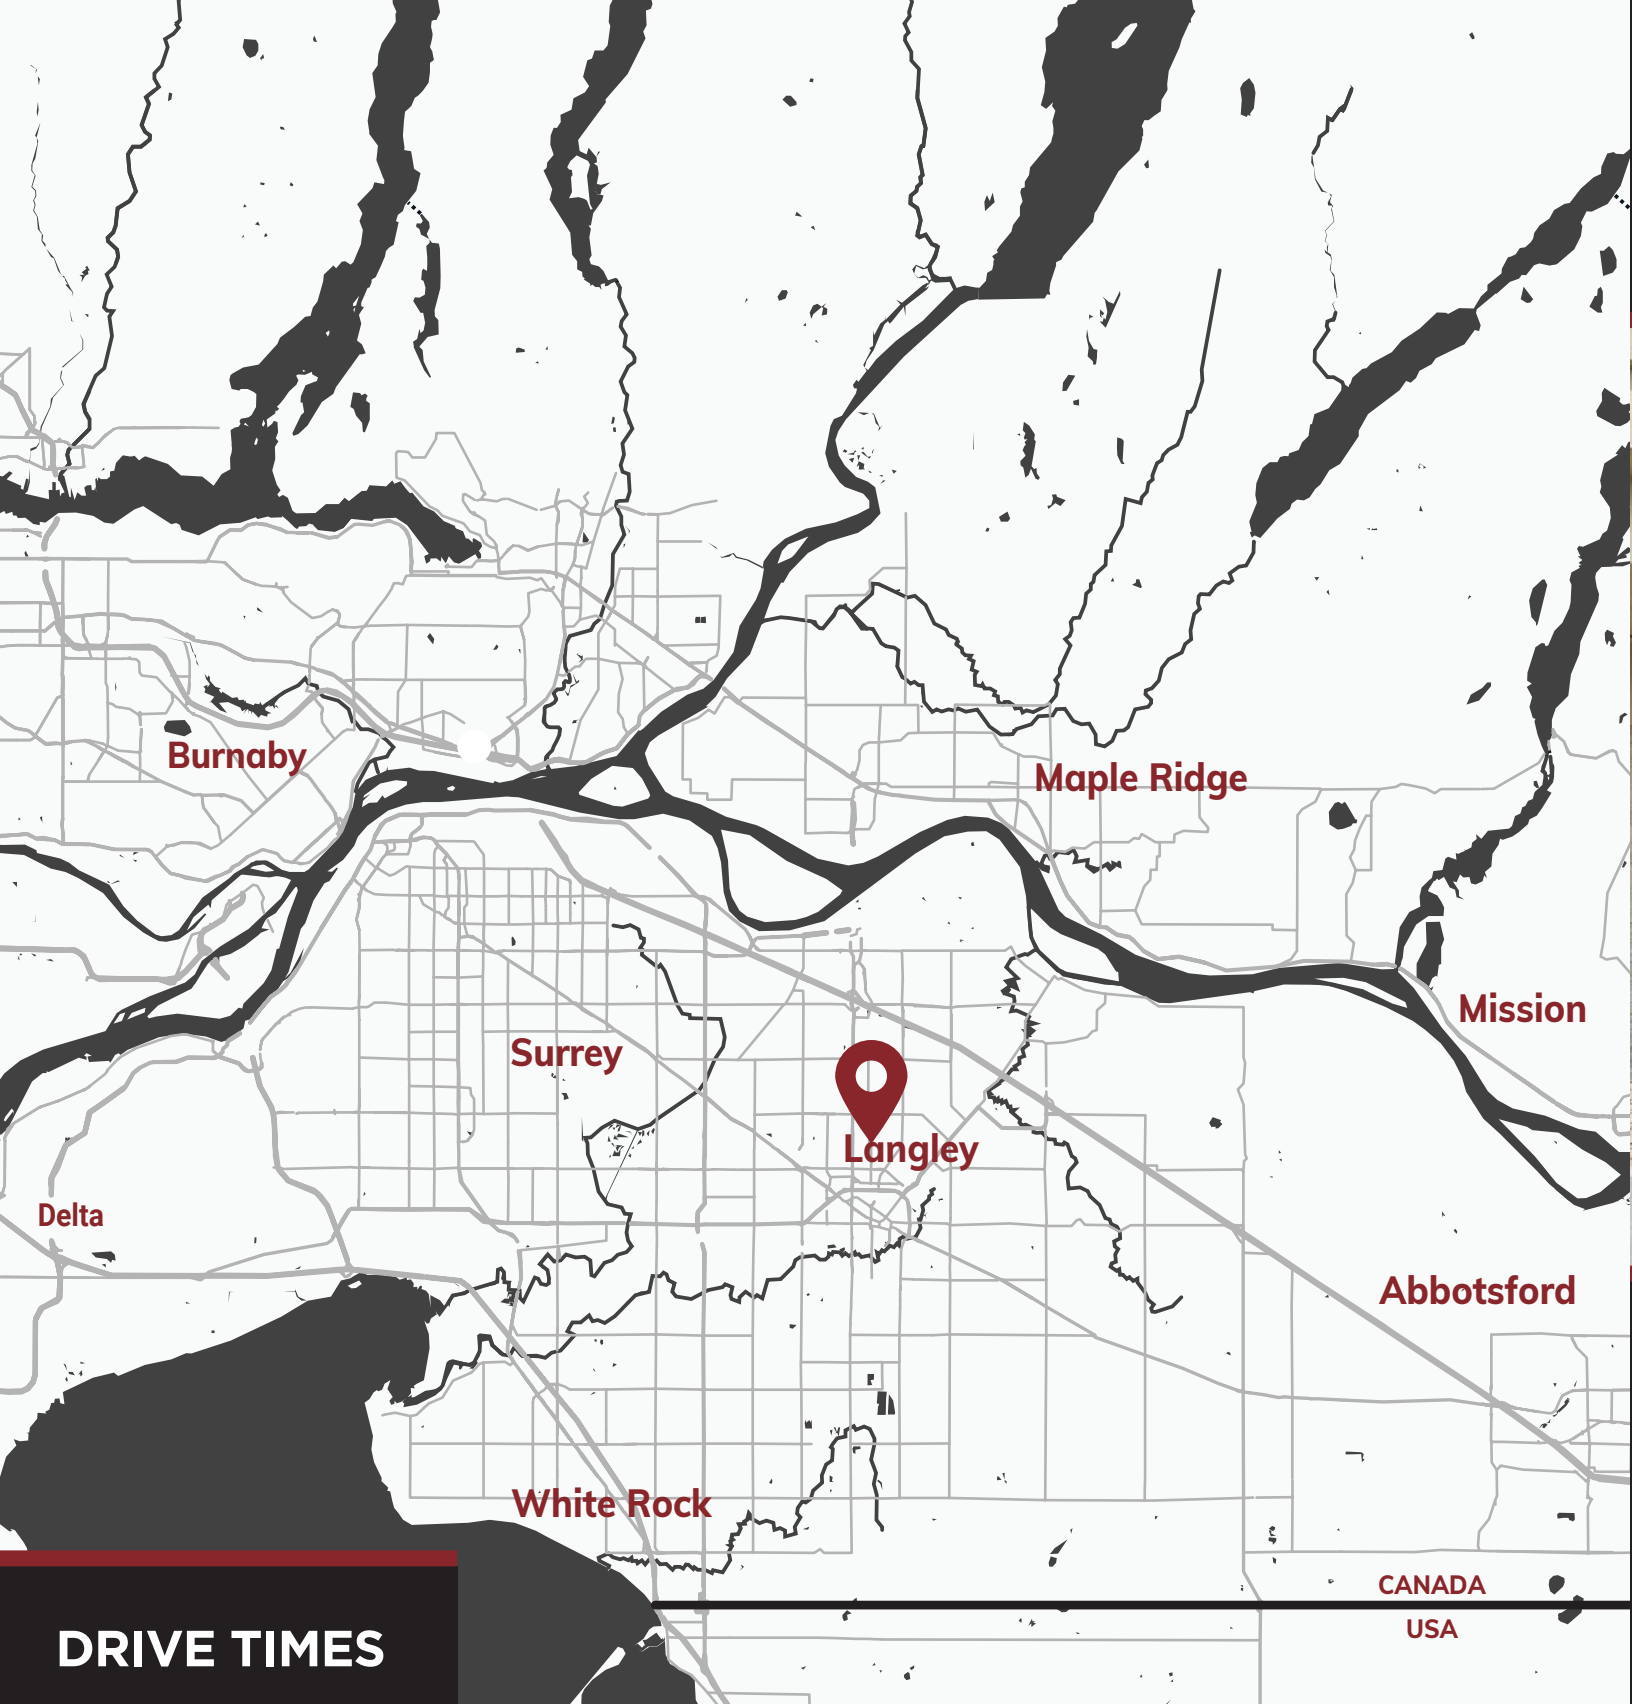 Burnaby
Maple Ridge
Mission
Surrey
Langley
Delta
Abbotsford
White Rock
CANADA
USA
DRIVE TIMES